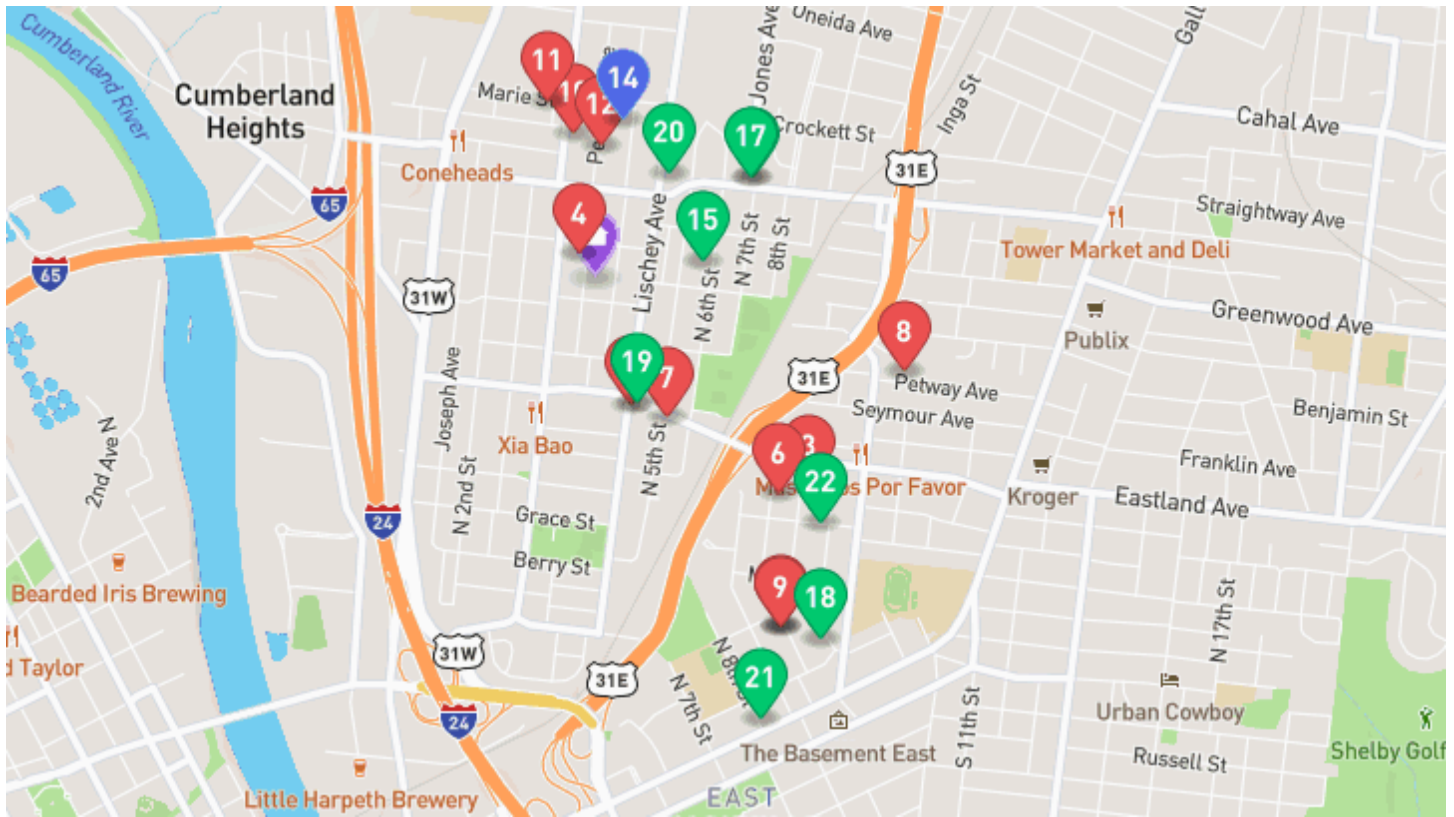 Cumberland River
Oneida Ave
Jones Ave
11
14
Marie
12
Cumberland
Heights
Inga St
Cahal Ave
20
17
Crockett St
Coneheads
31E
65
4
15
Lischey Ave
N 6th St
N 7th St
8th St
Straightway Ave
Tower Market and Deli
65
31W
Greenwood Ave
Publix
8
19
7
31E
Petway Ave
Seymour Ave
Benjamin St
Joseph Ave
Xia Bao
N 5th St
N 2nd St
2nd Ave N
6
3
22
Por Favor
Franklin Ave
Kroger
Eastland Ave
24
Grace St
Berry St
Bearded Iris Brewing
9
18
N 17th St
Taylor
31W
31E
N 8th St
N 7th St
21
24
S 11th St
Urban Cowboy
The Basement East
Shelby Golf
Russell St
Little Harpeth Brewery
EAST